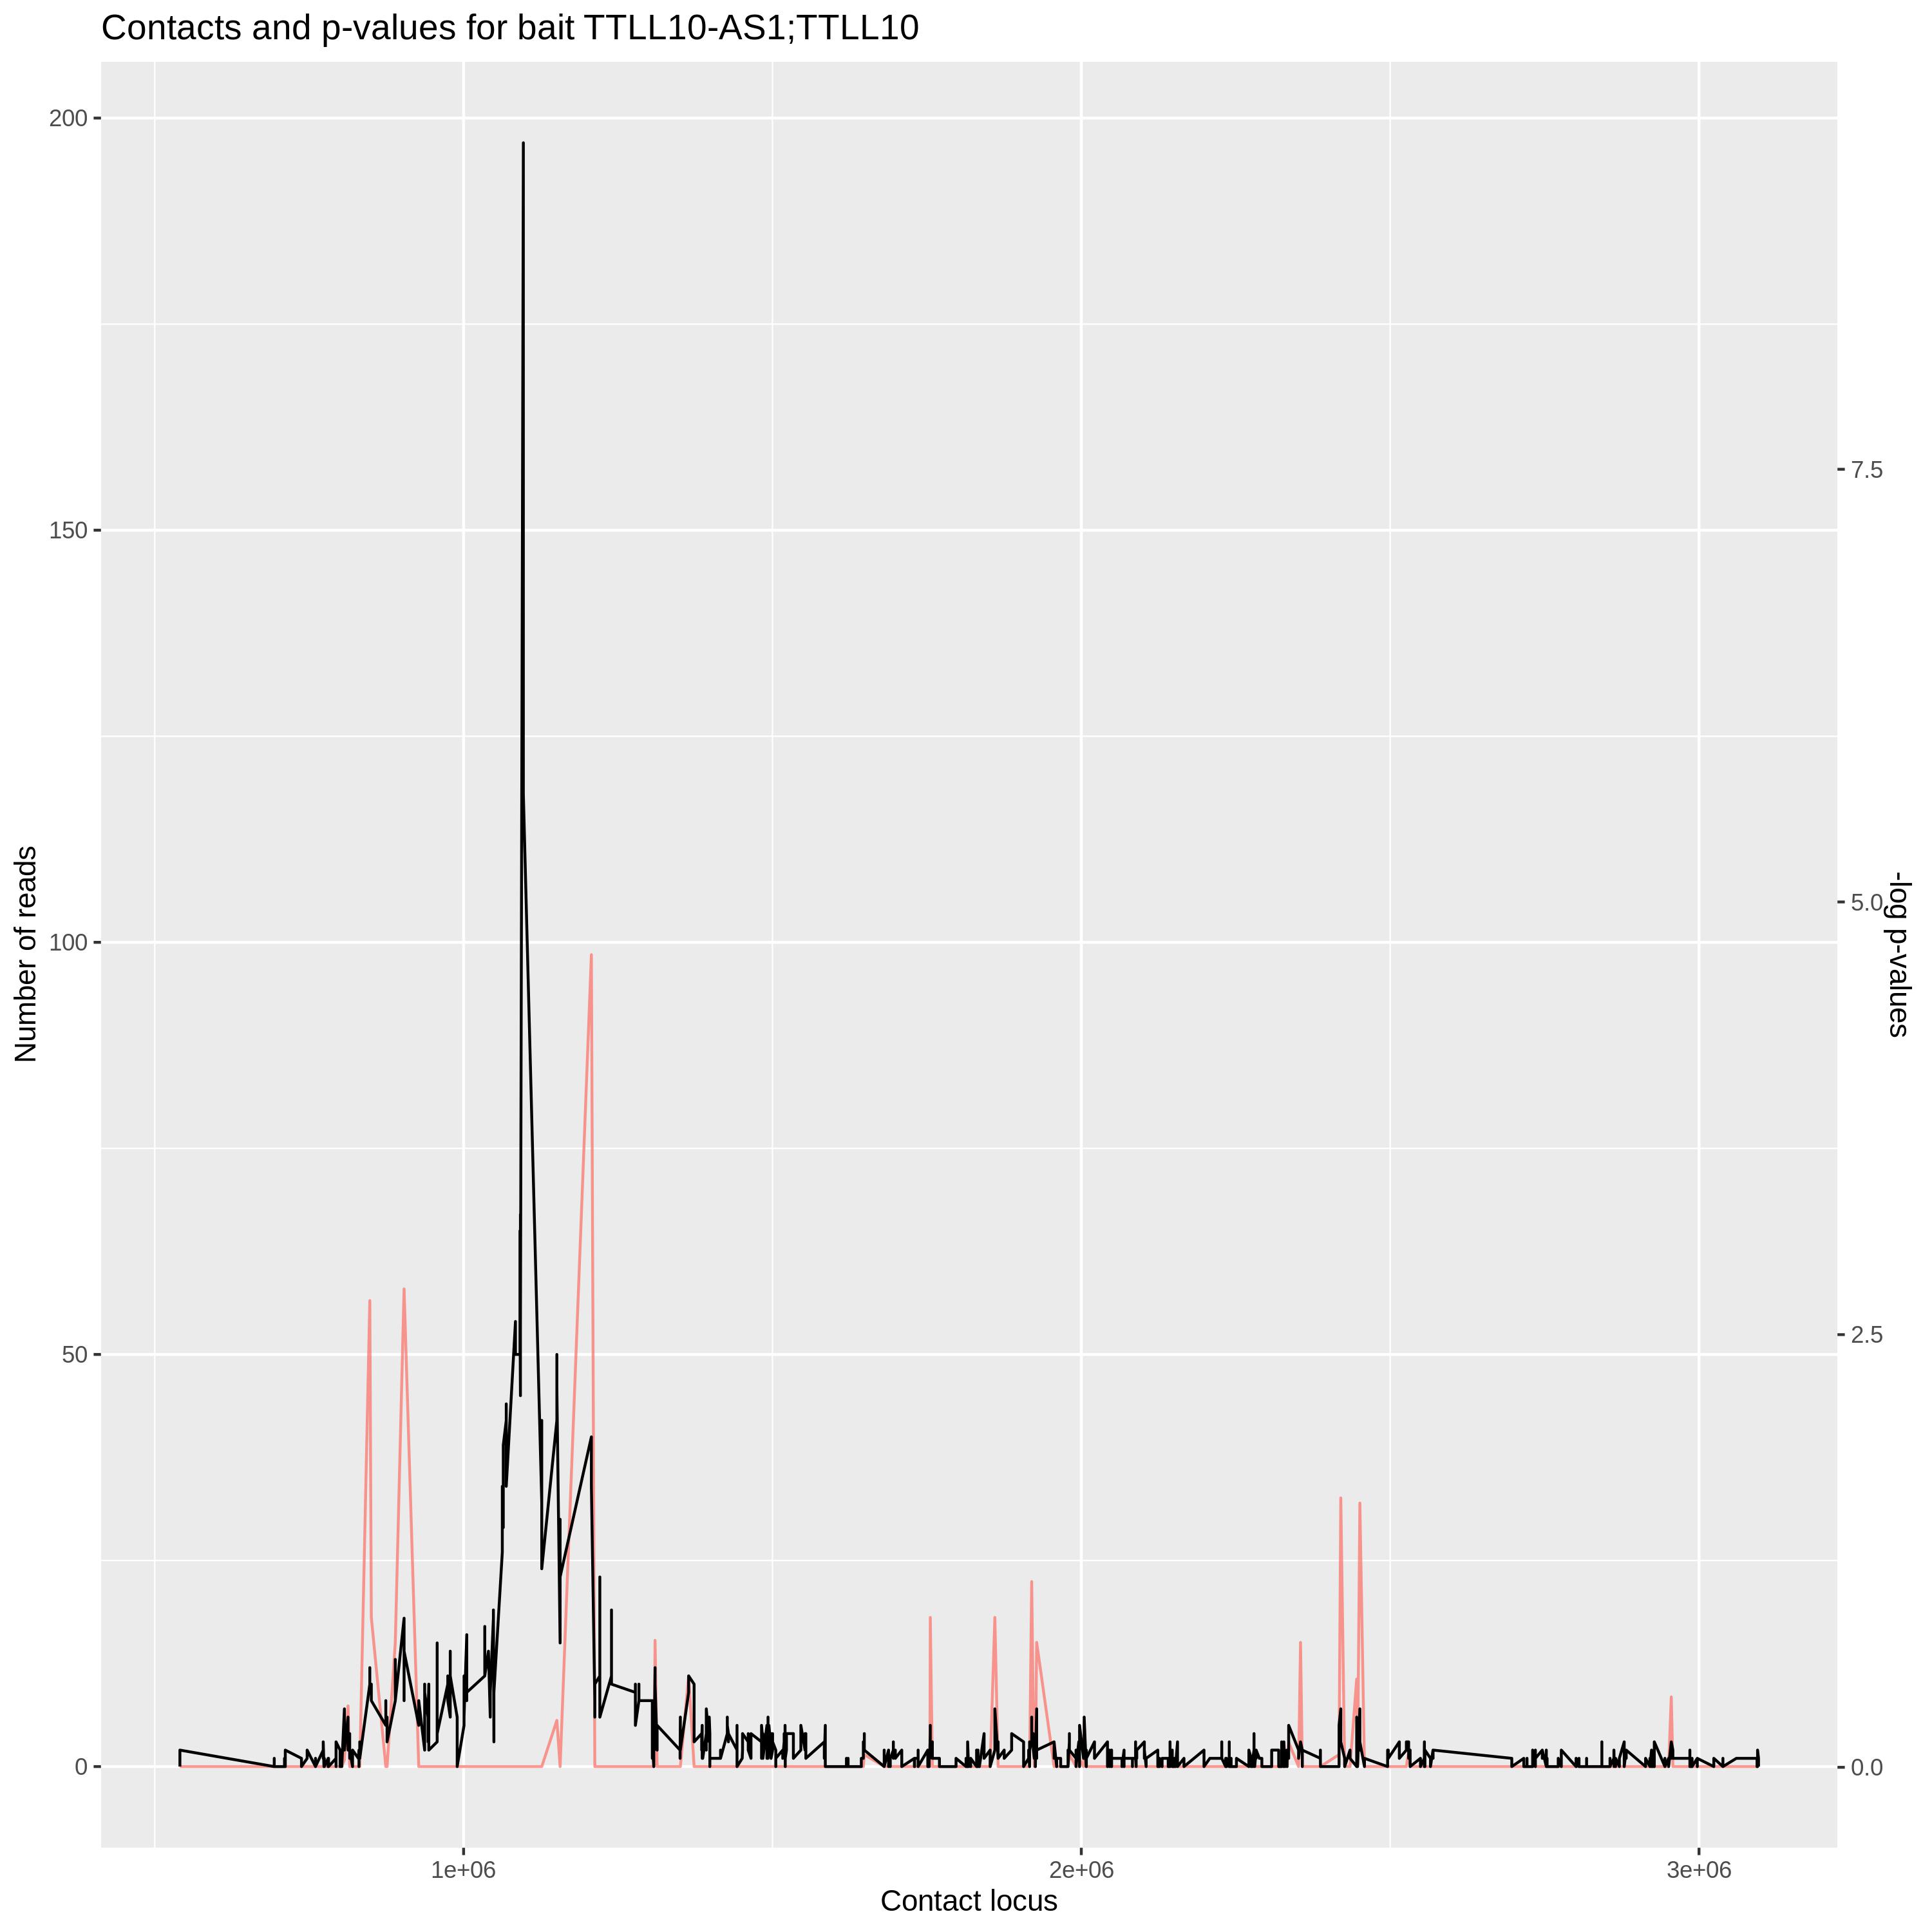 Contacts and p-values for bait TTLL10-AS1;TTLL10
200
150
100
50
0
Number of reads
7.5
5.0
2.5
0.0
-log p-values
1e+06 2e+06 3e+06
Contact locus